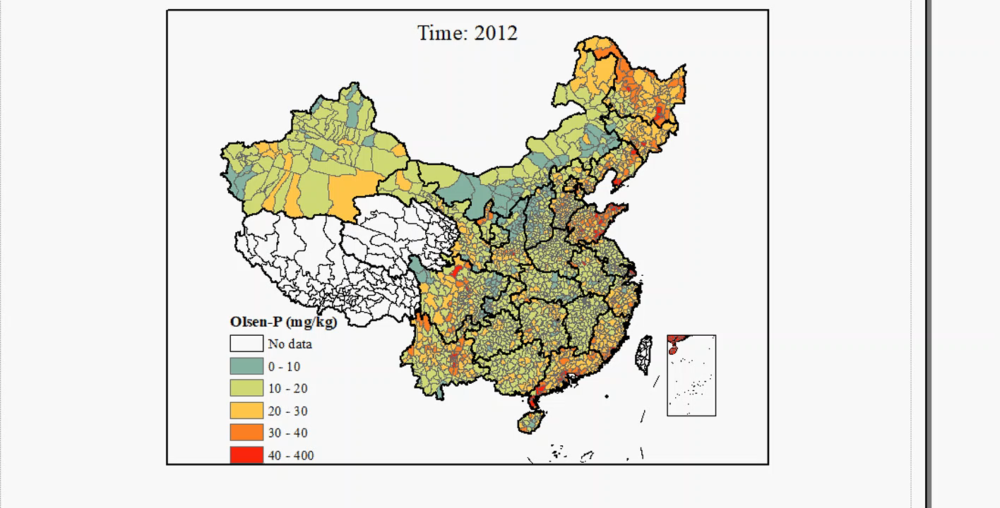 Time: 2012
Olsen-P (mg/kg)
No data
0 - 10
10 - 20
20 - 30
30 - 40
40 - 400